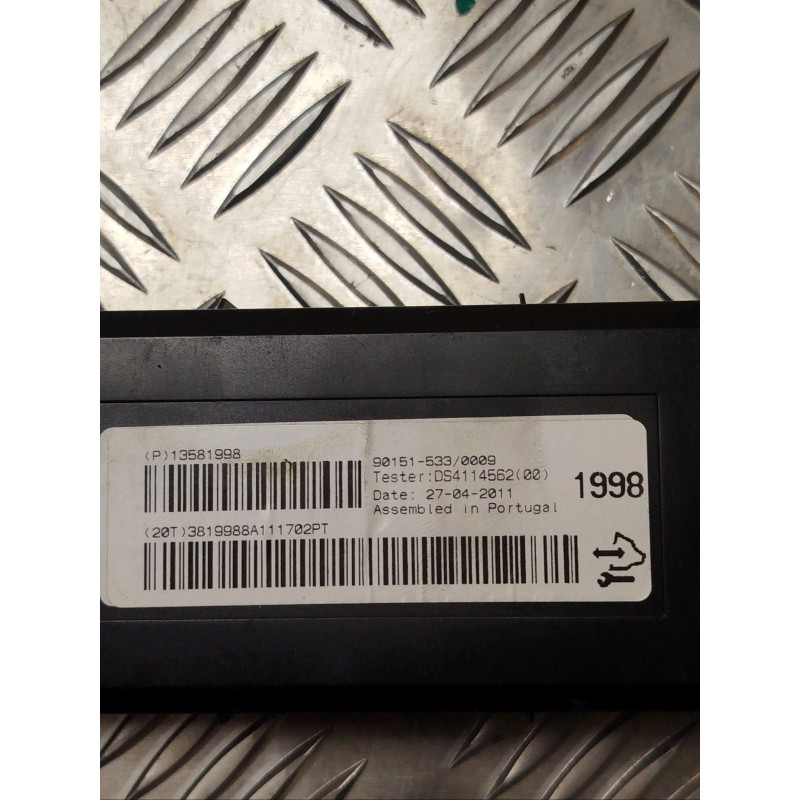 (P)13581998
90151-533/0009
Tester:DS4114562(00)
Date: 27-04-2011
Assembled in Portugal
1998
(20T)3819988A111702PT